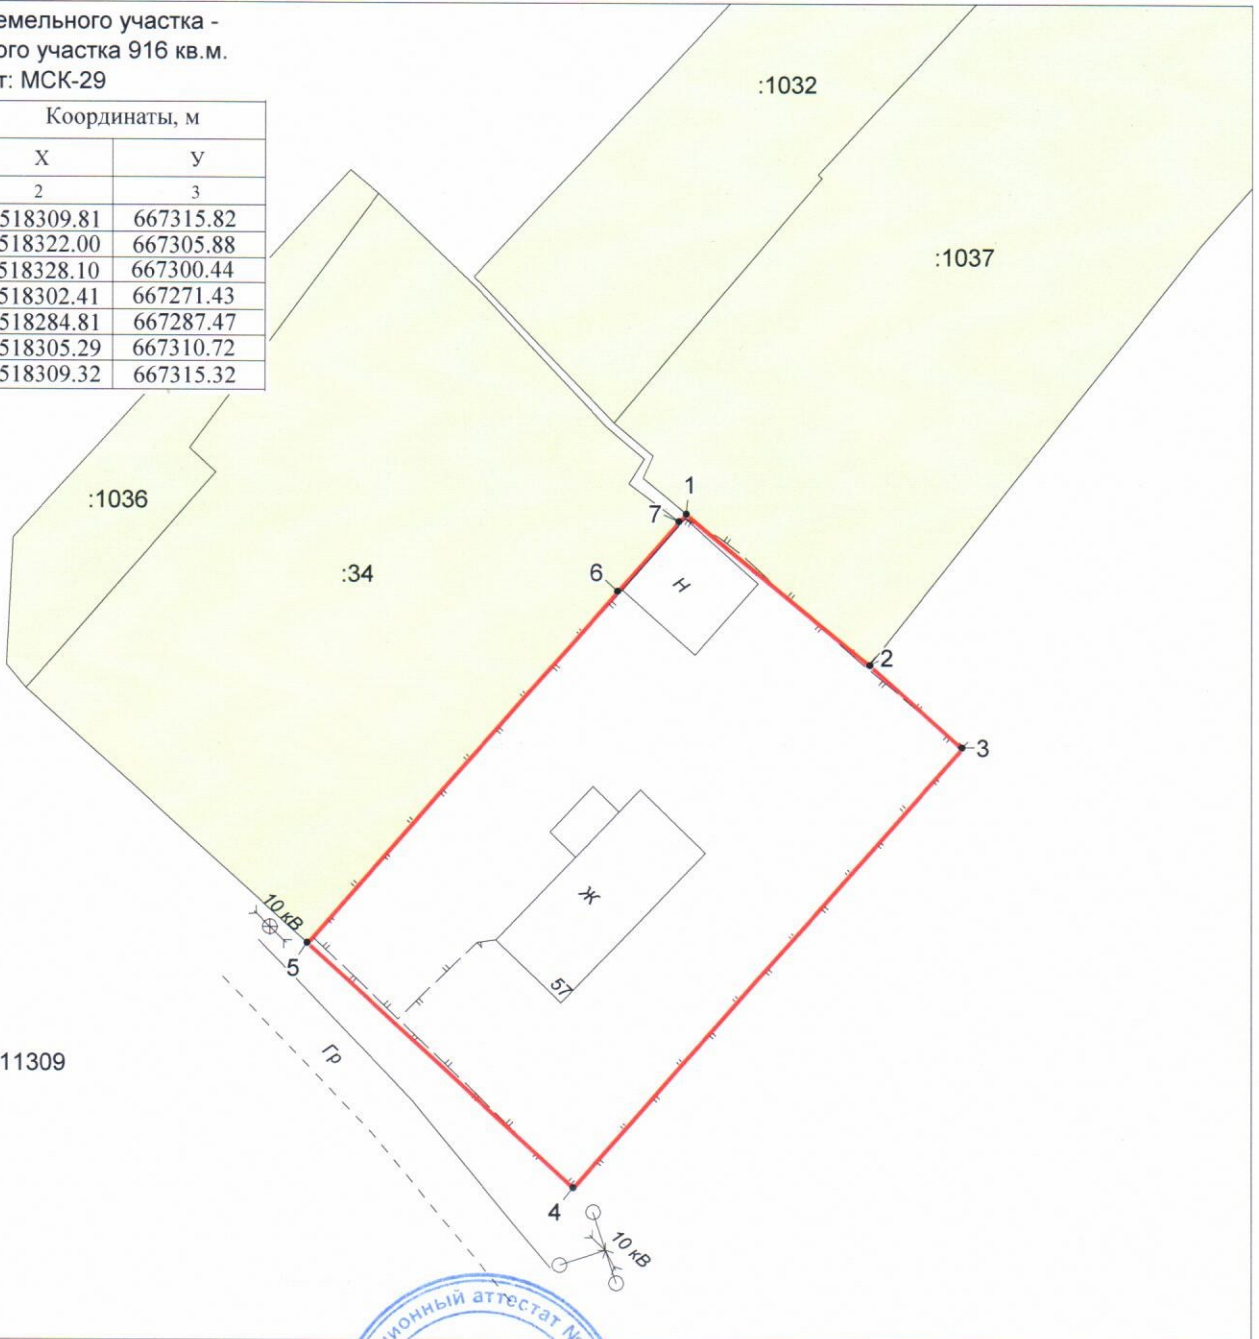 емельного участка -
ого участка 916 кв.м.
т: МСК-29
Координаты, м
Х У
2 3
518309.81 667315.82
518322.00 667305.88
518328.10 667300.44
518302.41 667271.43
518284.81 667287.47
518305.29 667310.72
518309.32 667315.32
:1032
:1037
:1036
:34
1
7
6
Н
2
3
Ж
57
10 кВ
5
Гр
11309
4
10 кВ
ионный аттестат №